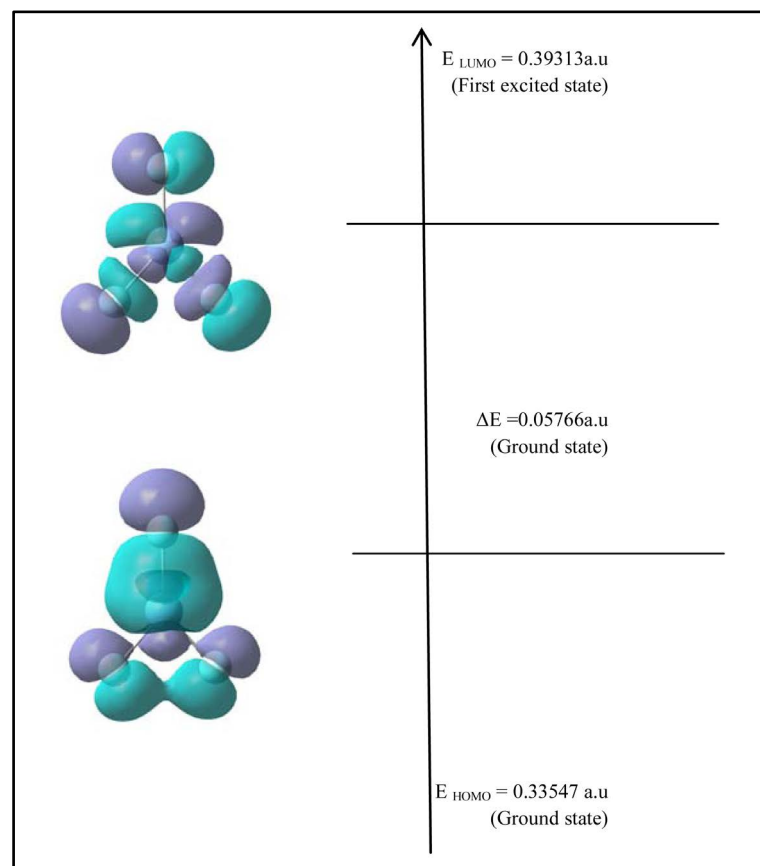 E LUMO = 0.39313a.u
(First excited state)
ΔE =0.05766a.u
(Ground state)
E HOMO = 0.33547 a.u
(Ground state)